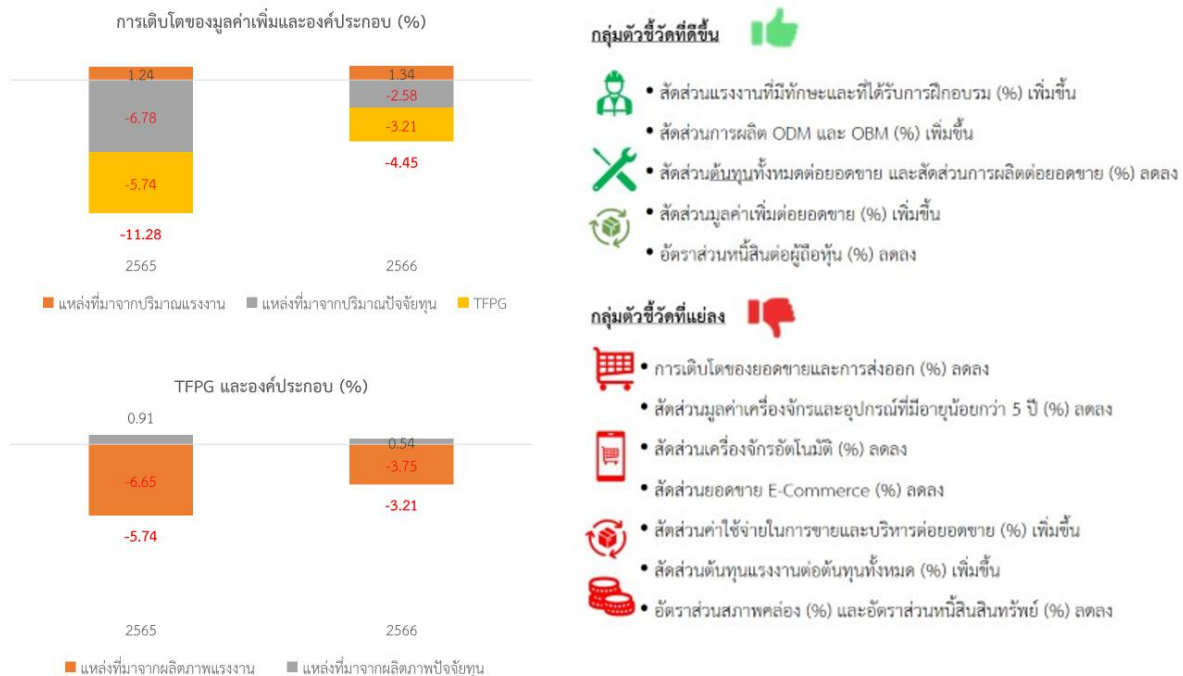 การเติบโตของมูลค่าเพิ่มและองค์ประกอบ (%)
1.24
1.34
-6.78
-2.58
-5.74
-3.21
-11.28
-4.45
2565
2566
แหล่งที่มาจากปริมาณแรงงาน
แหล่งที่มาจากปริมาณปัจจัยทุน
TFPG
TFPG และองค์ประกอบ (%)
0.91
0.54
-6.65
-3.75
-5.74
-3.21
2565
2566
แหล่งที่มาจากผลิตภาพแรงงาน
แหล่งที่มาจากผลิตภาพปัจจัยทุน
กลุ่มตัวชี้วัดที่ดีขึ้น
• สัดส่วนแรงงานที่มีทักษะและที่ได้รับการฝึกอบรม (%) เพิ่มขึ้น
• สัดส่วนการผลิต ODM และ OBM (%) เพิ่มขึ้น
• สัดส่วนต้นทุนทั้งหมดต่อยอดขาย และสัดส่วนการผลิตต่อยอดขาย (%) ลดลง
• สัดส่วนมูลค่าเพิ่มต่อยอดขาย (%) เพิ่มขึ้น
• อัตราส่วนหนี้สินต่อผู้ถือหุ้น (%) ลดลง
กลุ่มตัวชี้วัดที่แย่ลง
• การเติบโตของยอดขายและการส่งออก (%) ลดลง
• สัดส่วนมูลค่าเครื่องจักรและอุปกรณ์ที่มีอายุน้อยกว่า 5 ปี (%) ลดลง
• สัดส่วนเครื่องจักรอัตโนมัติ (%) ลดลง
• สัดส่วนยอดขาย E-Commerce (%) ลดลง
• สัดส่วนค่าใช้จ่ายในการขายและบริหารต่อยอดขาย (%) เพิ่มขึ้น
• สัดส่วนต้นทุนแรงงานต่อต้นทุนทั้งหมด (%) เพิ่มขึ้น
• อัตราส่วนสภาพคล่อง (%) และอัตราส่วนหนี้สินสินทรัพย์ (%) ลดลง